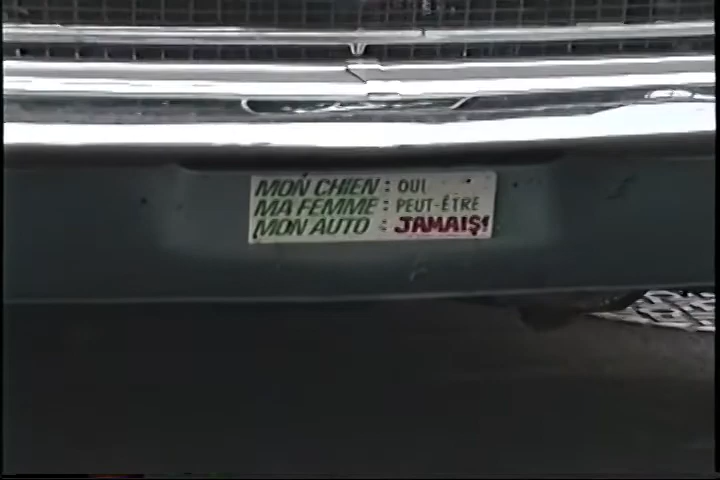 MON CHIEN : OUI
MA FEMME : PEUT-ÊTRE
MON AUTO : JAMAIS!